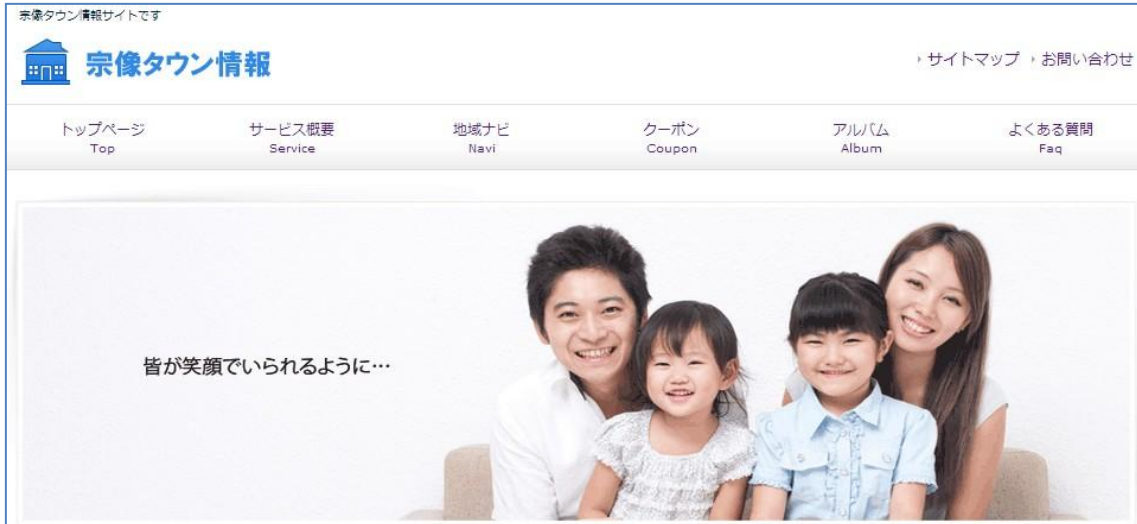 宗像タウン情報サイトです
宗像タウン情報
サイトマップ お問い合わせ
トップページ サービス概要 地域ナビ クーポン アルバム よくある質問
Top Service Navi Coupon Album Faq
皆が笑顔でいられるように…